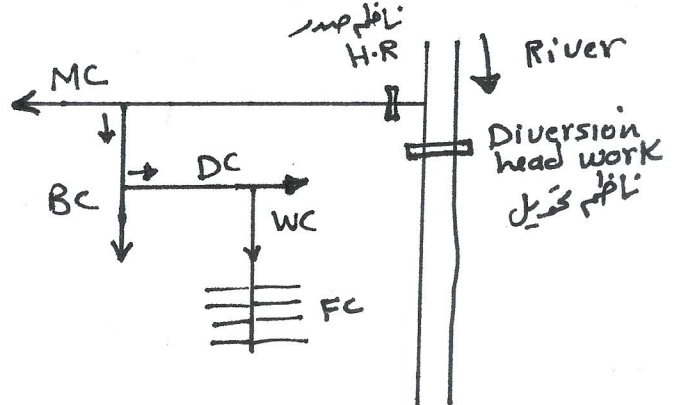 ناظم صدر
H.R
River
MC
Diversion
head work
ناظم تحويل
DC
BC
WC
FC